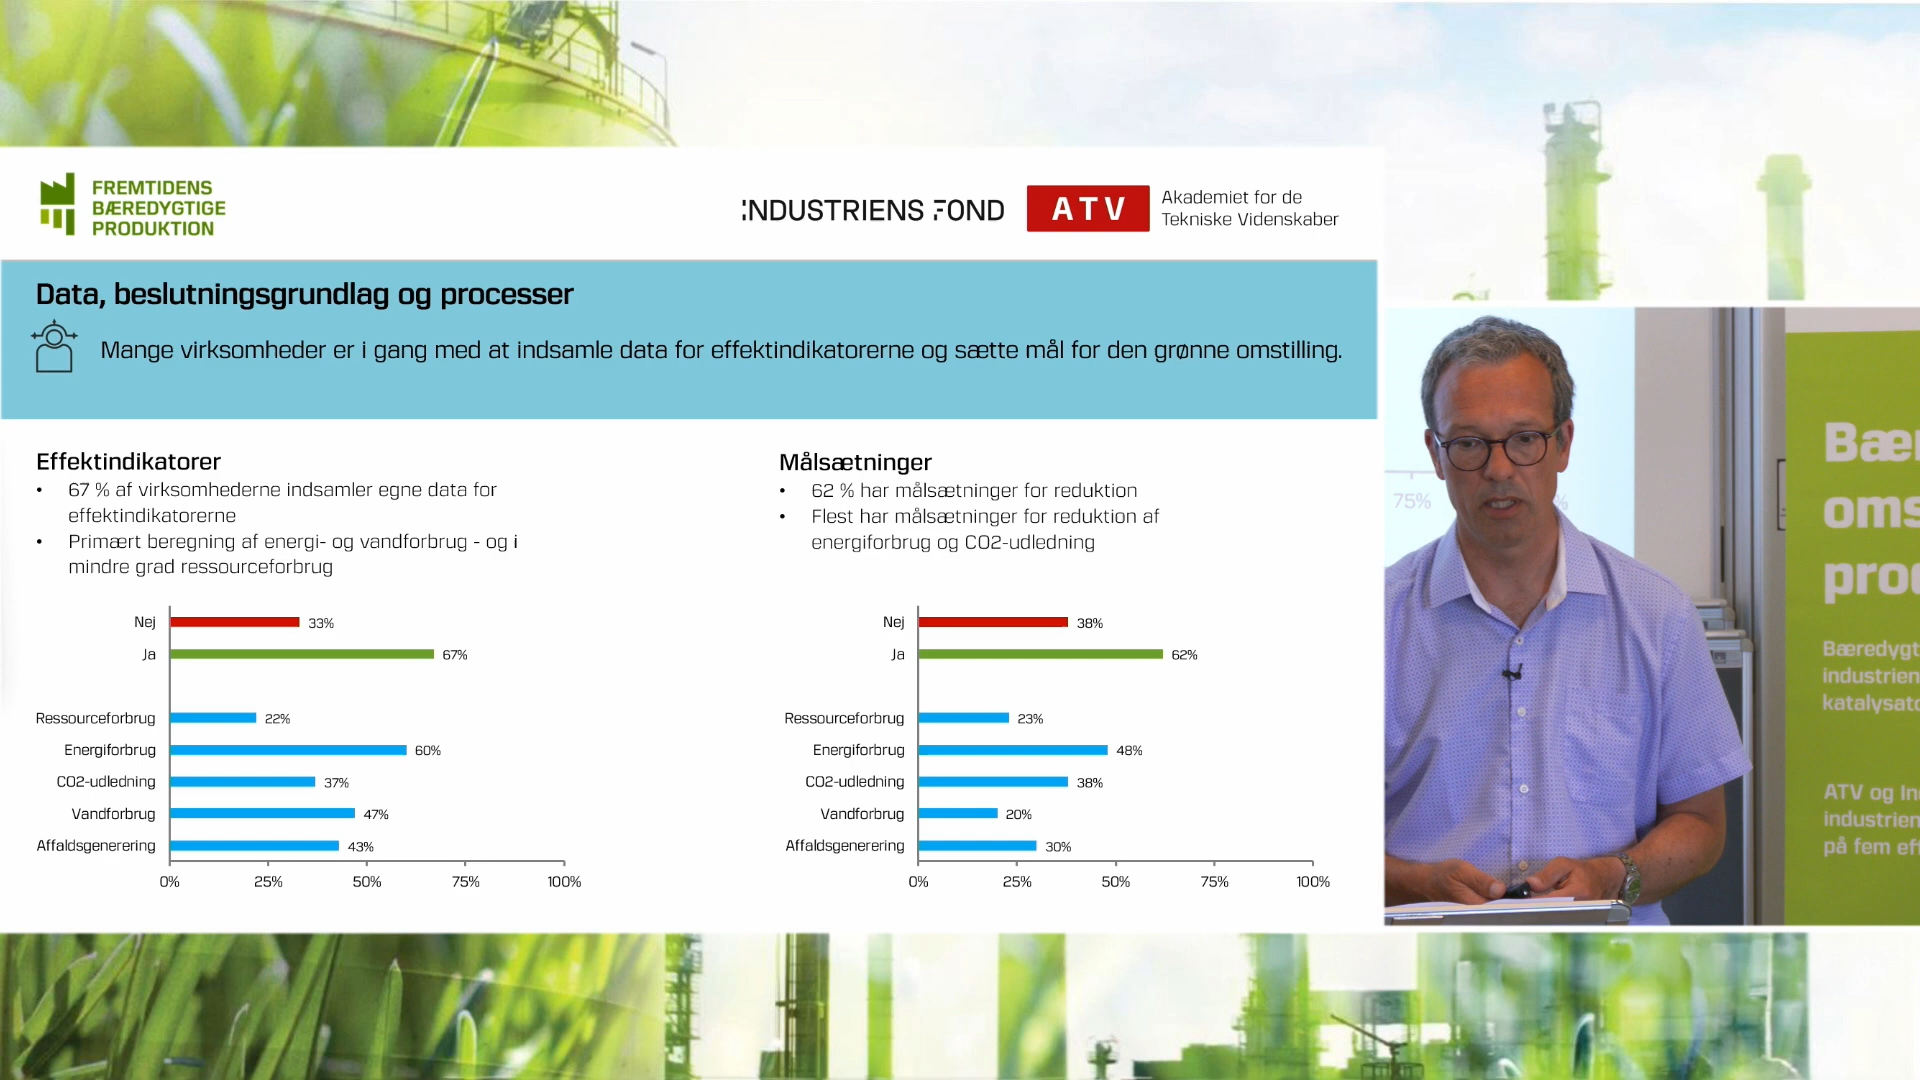 FREMTIDENS
BÆREDYGTIGE
PRODUKTION
INDUSTRIENS FOND
ATV
Akademiet for de
Tekniske Videnskaber
Data, beslutningsgrundlag og processer
Mange virksomheder er i gang med at indsamle data for effektindikatorerne og sætte mål for den grønne omstilling.
Effektindikatorer
• 67 % af virksomhederne indsamler egne data for
effektindikatorerne
• Primært beregning af energi- og vandforbrug - og i
mindre grad ressourceforbrug
Nej 33%
Ja 67%
Ressourceforbrug 22%
Energiforbrug 60%
CO2-udledning 37%
Vandforbrug 47%
Affaldsgenerering 43%
0% 25% 50% 75% 100%
Målsætninger
• 62 % har målsætninger for reduktion
• Flest har målsætninger for reduktion af
energiforbrug og CO2-udledning
Nej 38%
Ja 62%
Ressourceforbrug 23%
Energiforbrug 48%
CO2-udledning 38%
Vandforbrug 20%
Affaldsgenerering 30%
0% 25% 50% 75% 100%
75% %
Bær
oms
pro
Bæredygt
industrien
katalysato
ATV og In
industrien
på fem eff